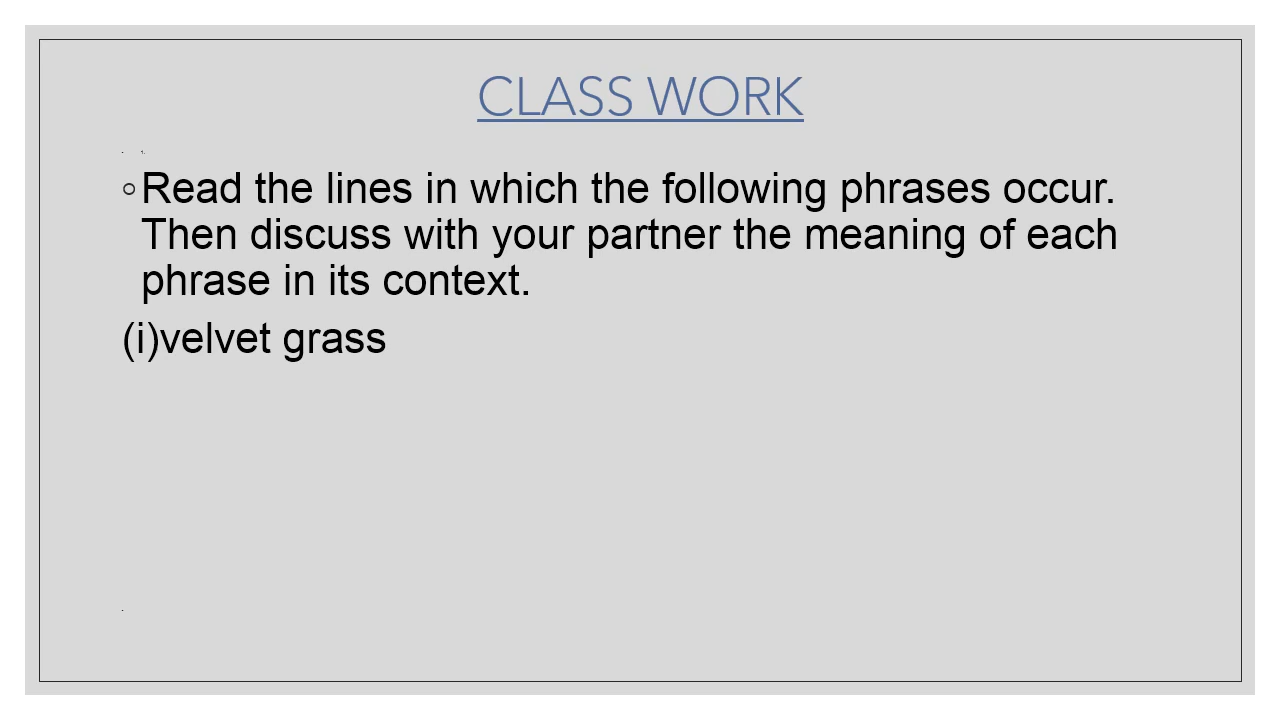 CLASS WORK
◦Read the lines in which the following phrases occur.
Then discuss with your partner the meaning of each
phrase in its context.
(i)velvet grass